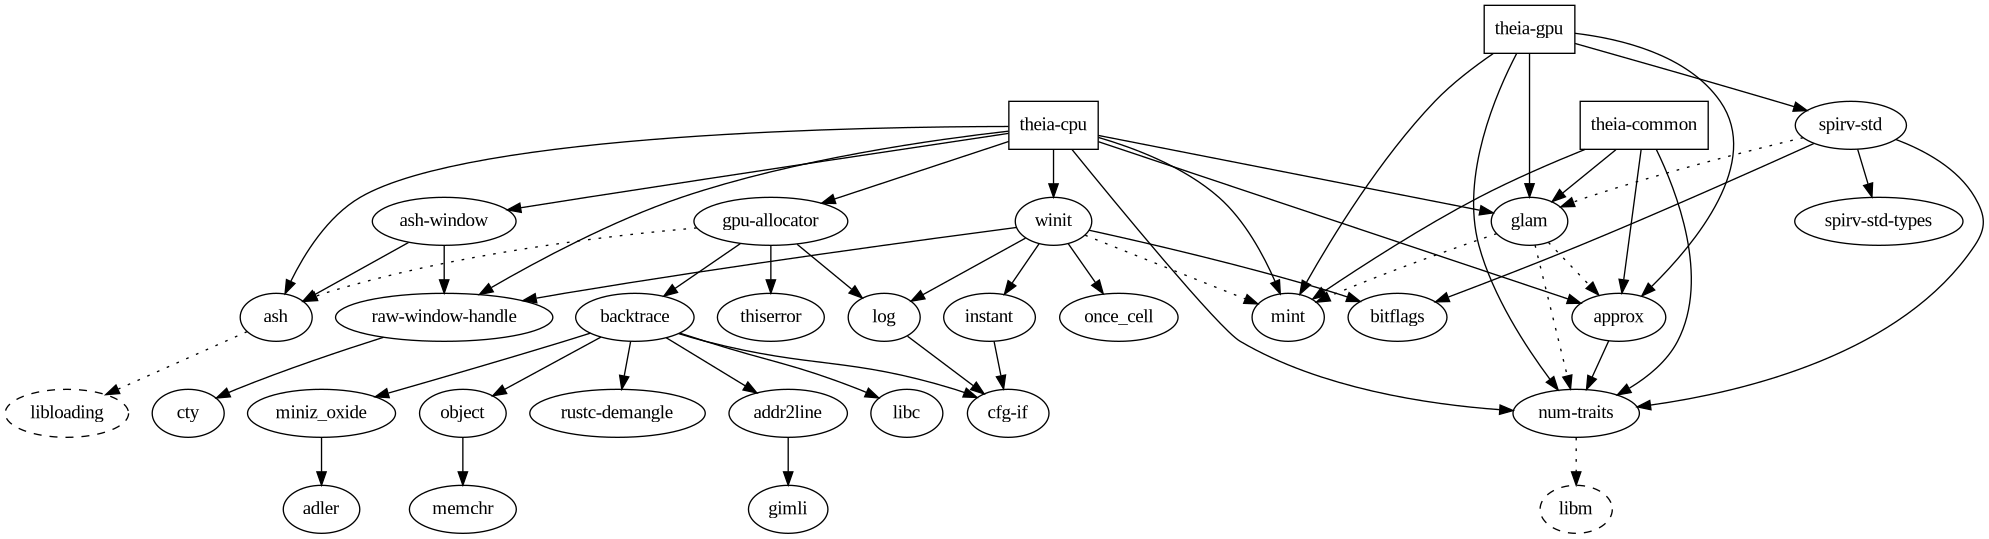 theia-gpu
theia-cpu
theia-common
spirv-std
ash-window
gpu-allocator
winit
glam
spirv-std-types
ash
raw-window-handle
backtrace
thiserror
log
instant
once_cell
mint
bitflags
approx
libloading
cty
miniz_oxide
object
rustc-demangle
addr2line
libc
cfg-if
num-traits
adler
memchr
gimli
libm